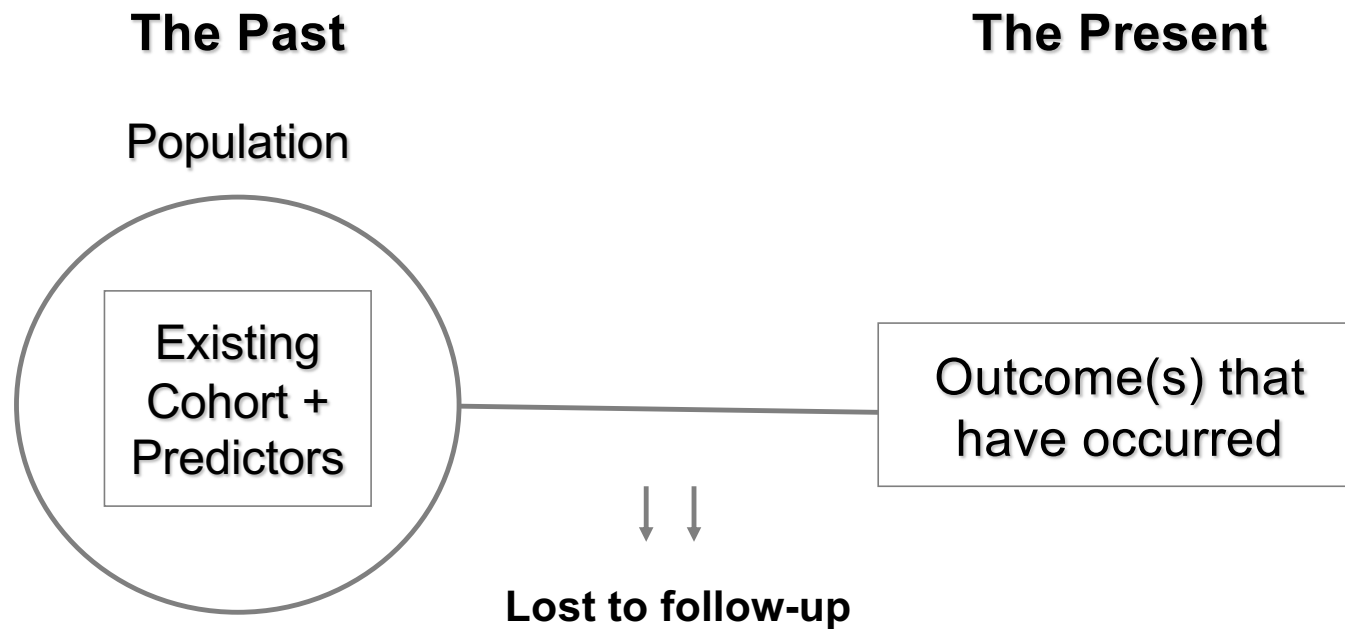 The Past
The Present
Population
Existing
Cohort +
Predictors
Outcome(s) that
have occurred
Lost to follow-up